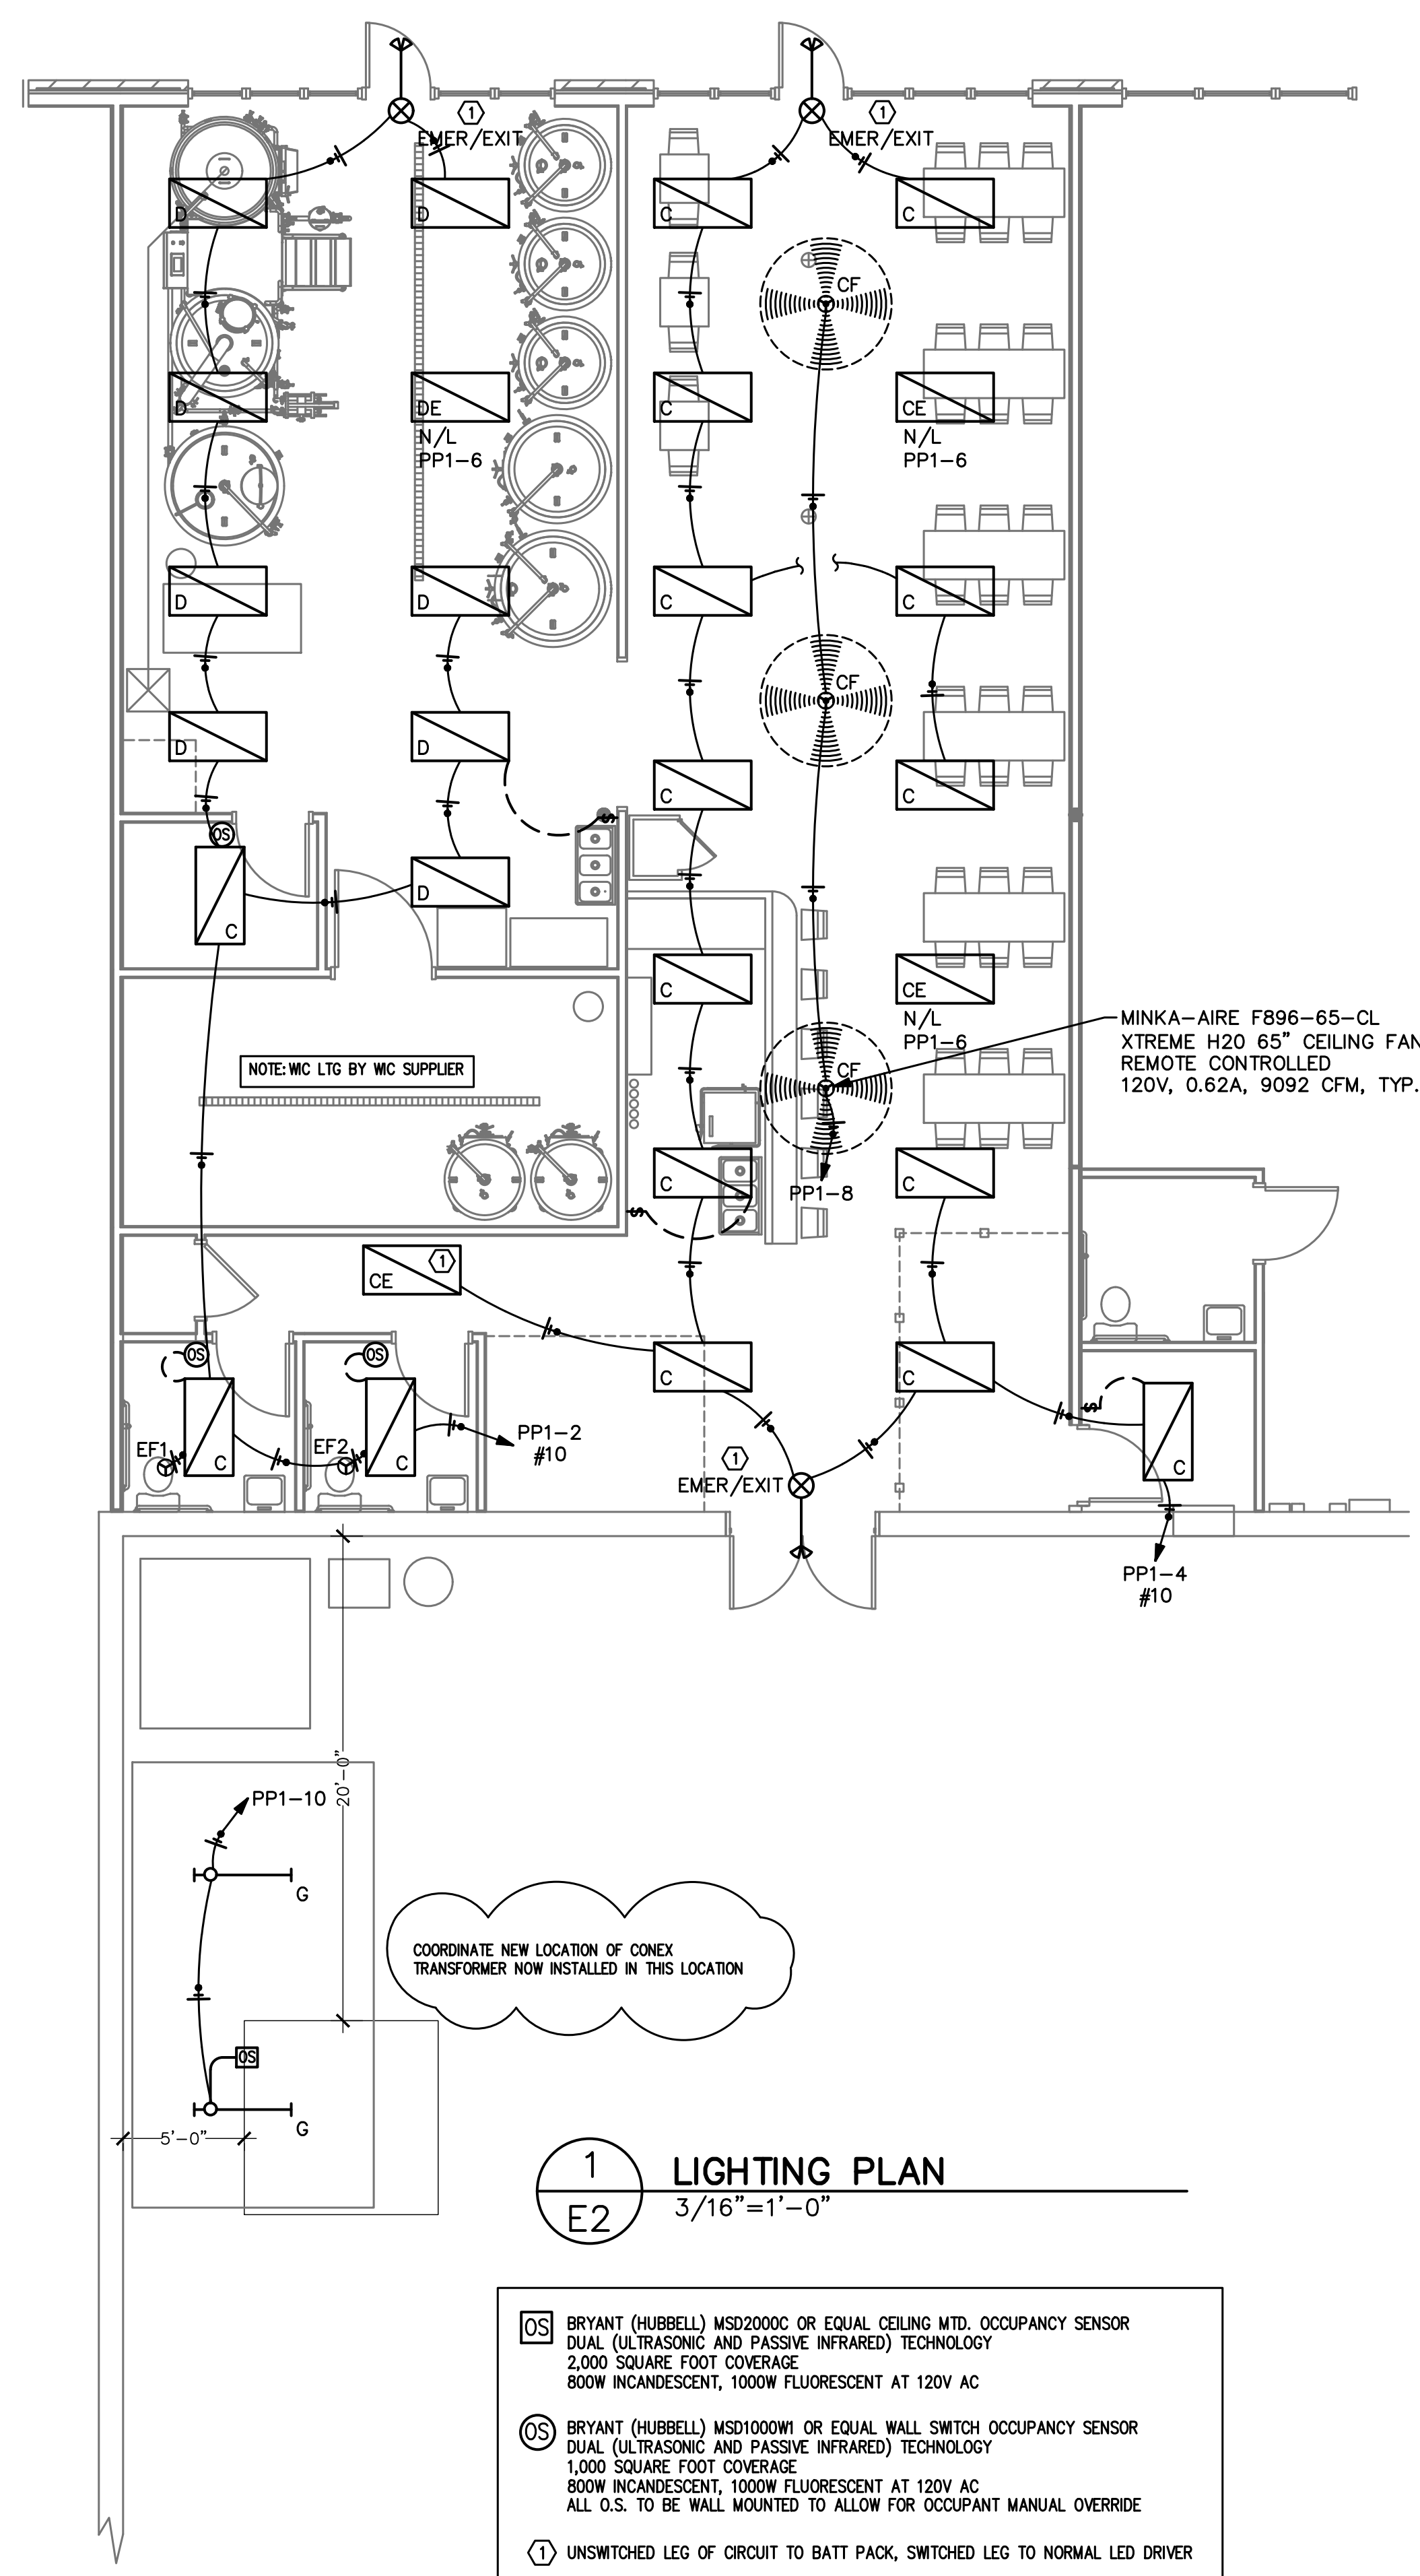 1
1
EMER/EXIT
EMER/EXIT
D
D
C
C
CF
D
DE
C
CE
N/L
PP1-6
N/L
PP1-6
D
D
C
C
CF
D
D
C
C
OS
S
C
D
C
CE
N/L
PP1-6
MINKA-AIRE F896-65-CL
XTREME H20 65" CEILING FAN
REMOTE CONTROLLED
120V, 0.62A, 9092 CFM, TYP.
NOTE: WIC LTG BY WIC SUPPLIER
CF
C
C
PP1-8
S
CE
1
OS
OS
C
C
S
EF1
C
EF2
C
PP1-2
#10
1
EMER/EXIT
C
PP1-4
#10
20'-0"
PP1-10
G
COORDINATE NEW LOCATION OF CONEX
TRANSFORMER NOW INSTALLED IN THIS LOCATION
OS
G
5'-0"
1
E2
LIGHTING PLAN
3/16"=1'-0"
OS BRYANT (HUBBELL) MSD2000C OR EQUAL CEILING MTD. OCCUPANCY SENSOR
DUAL (ULTRASONIC AND PASSIVE INFRARED) TECHNOLOGY
2,000 SQUARE FOOT COVERAGE
800W INCANDESCENT, 1000W FLUORESCENT AT 120V AC
OS BRYANT (HUBBELL) MSD1000W1 OR EQUAL WALL SWITCH OCCUPANCY SENSOR
DUAL (ULTRASONIC AND PASSIVE INFRARED) TECHNOLOGY
1,000 SQUARE FOOT COVERAGE
800W INCANDESCENT, 1000W FLUORESCENT AT 120V AC
ALL O.S. TO BE WALL MOUNTED TO ALLOW FOR OCCUPANT MANUAL OVERRIDE
1 UNSWITCHED LEG OF CIRCUIT TO BATT PACK, SWITCHED LEG TO NORMAL LED DRIVER